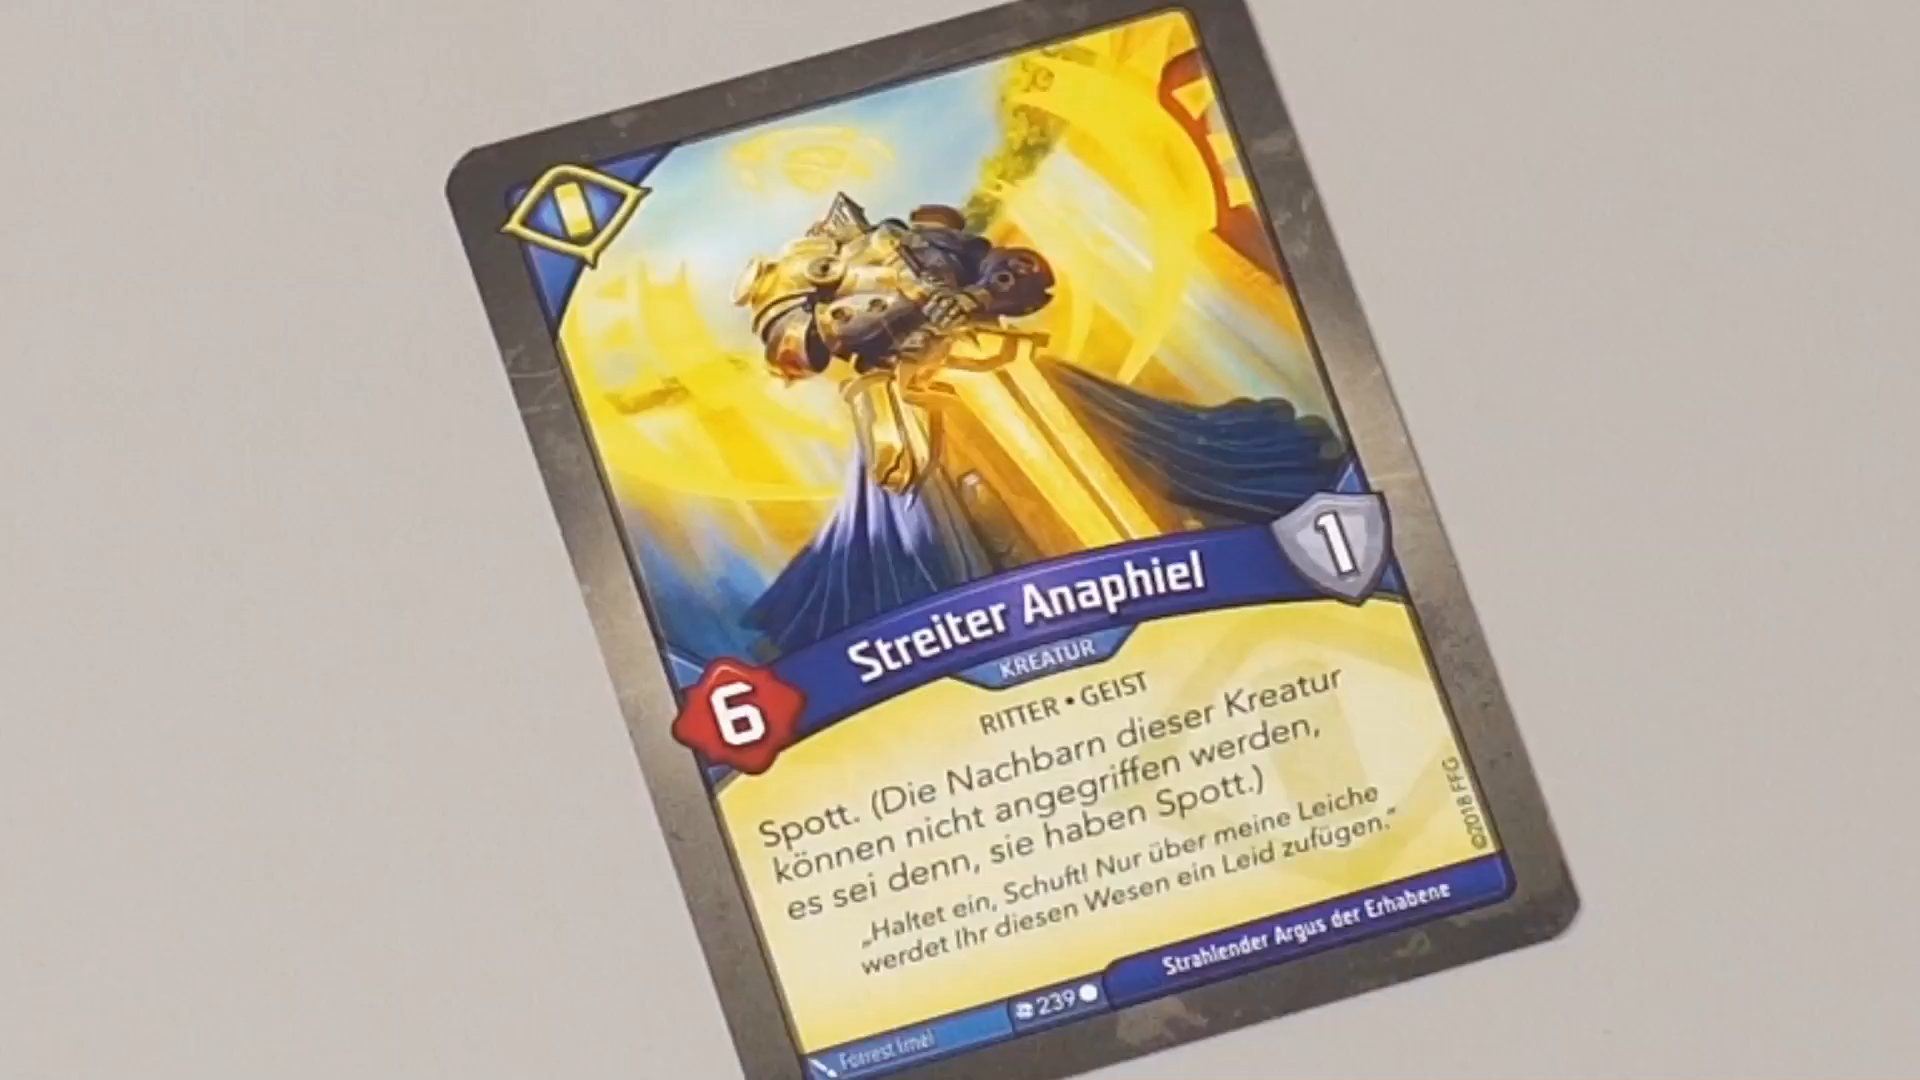 1
Streiter Anaphiel
KREATUR
6
RITTER • GEIST
Spott. (Die Nachbarn dieser Kreatur
können nicht angegriffen werden,
es sei denn, sie haben Spott.)
„Haltet ein, Schuft! Nur über meine Leiche
werdet Ihr diesen Wesen ein Leid zufügen.“
©2018 FFG
Strahlender Argus der Erhabene
239
Forrest Imel